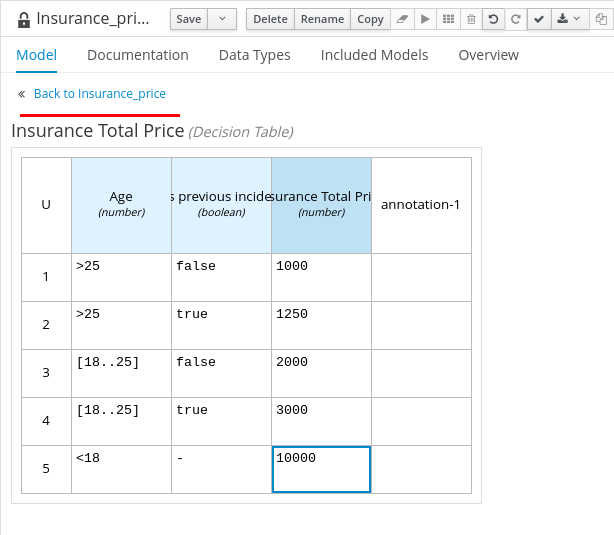 Insurance_pri... Save Delete Rename Copy
Model Documentation Data Types Included Models Overview
« Back to Insurance_price
Insurance Total Price (Decision Table)
U Age (number) s previous incide (boolean) surance Total Pri (number) annotation-1
1 >25 false 1000
2 >25 true 1250
3 [18..25] false 2000
4 [18..25] true 3000
5 <18 - 10000